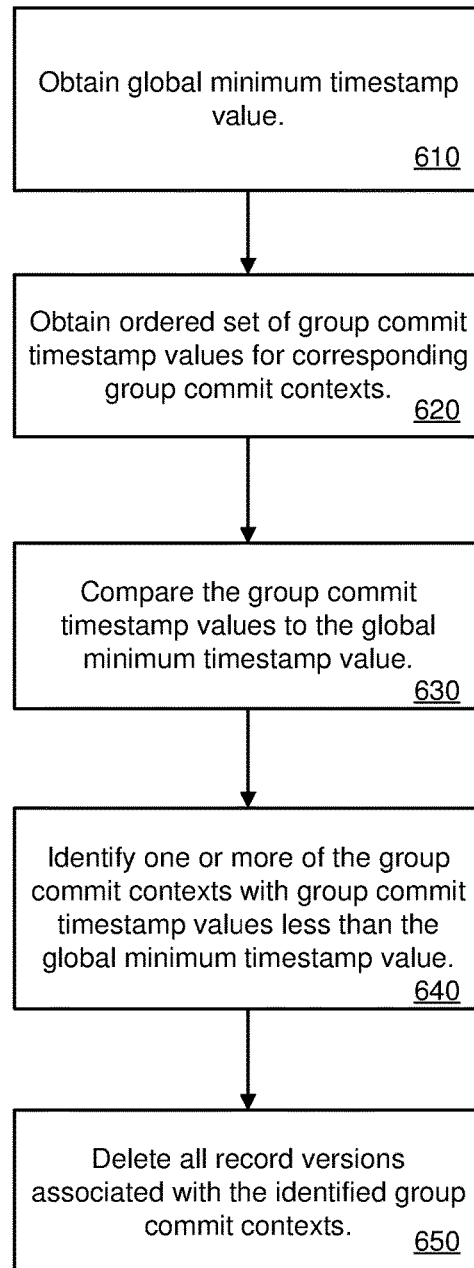 Obtain global minimum timestamp
value.
610
Obtain ordered set of group commit
timestamp values for corresponding
group commit contexts.
620
Compare the group commit
timestamp values to the global
minimum timestamp value.
630
Identify one or more of the group
commit contexts with group commit
timestamp values less than the
global minimum timestamp value.
640
Delete all record versions
associated with the identified group
commit contexts.
650